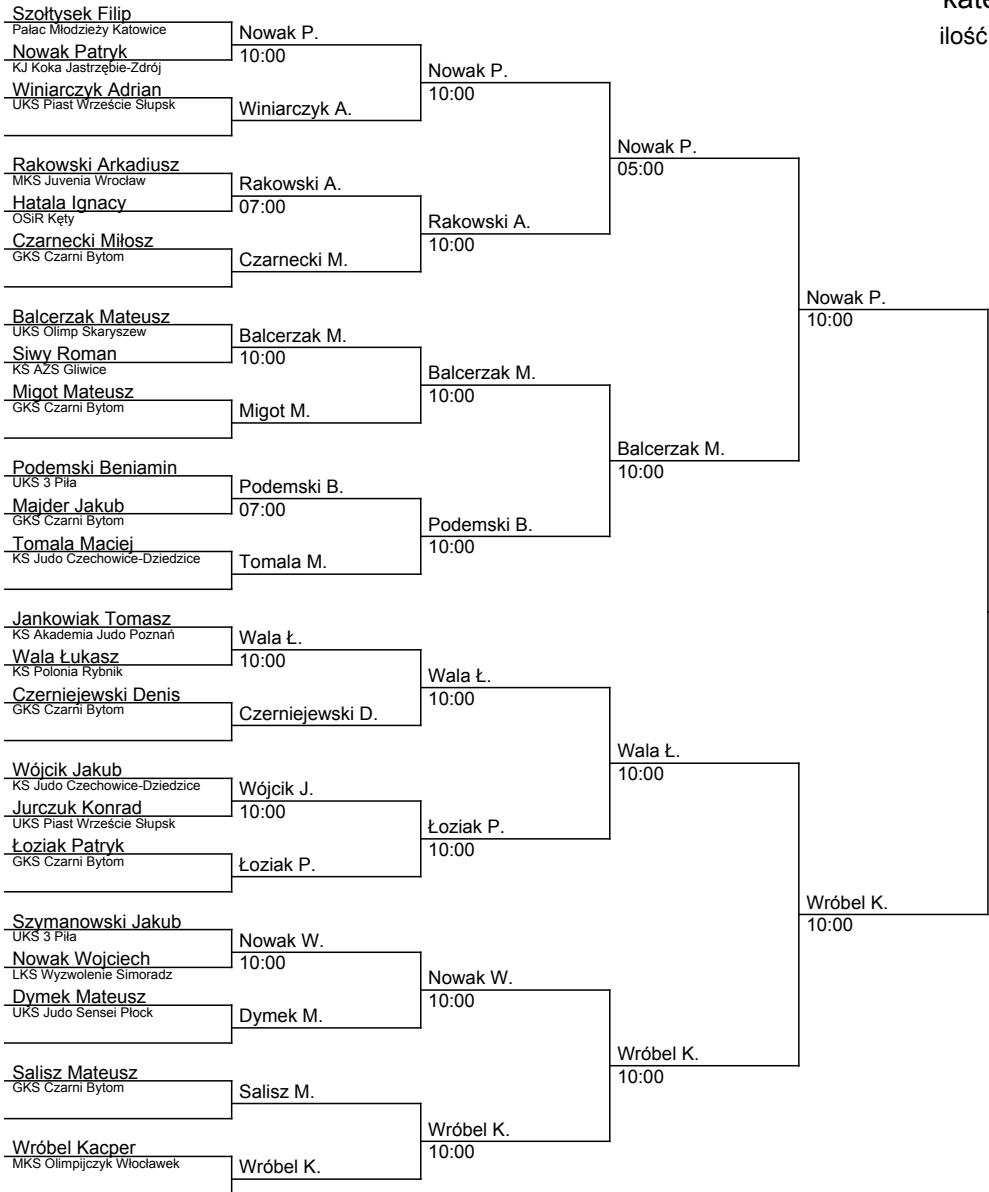 kate
ilość
Szołtysek Filip
Pałac Młodzieży Katowice
Nowak P.
10:00
Nowak Patryk
KJ Koka Jastrzębie-Zdrój
Nowak P.
10:00
Winiarczyk Adrian
UKS Piast Wrzeście Słupsk
Winiarczyk A.
Nowak P.
05:00
Rakowski Arkadiusz
MKS Juvenia Wrocław
Rakowski A.
07:00
Hatala Ignacy
OSiR Kęty
Rakowski A.
10:00
Czarnecki Miłosz
GKS Czarni Bytom
Czarnecki M.
Nowak P.
10:00
Balcerzak Mateusz
UKS Olimp Skaryszew
Balcerzak M.
10:00
Siwy Roman
KS AZS Gliwice
Balcerzak M.
10:00
Migot Mateusz
GKS Czarni Bytom
Migot M.
Balcerzak M.
10:00
Podemski Beniamin
UKS 3 Piła
Podemski B.
07:00
Majder Jakub
GKS Czarni Bytom
Podemski B.
10:00
Tomala Maciej
KS Judo Czechowice-Dziedzice
Tomala M.
Jankowiak Tomasz
KS Akademia Judo Poznań
Wala Ł.
10:00
Wala Łukasz
KS Polonia Rybnik
Wala Ł.
10:00
Czerniejewski Denis
GKS Czarni Bytom
Czerniejewski D.
Wala Ł.
10:00
Wójcik Jakub
KS Judo Czechowice-Dziedzice
Wójcik J.
10:00
Jurczuk Konrad
UKS Piast Wrzeście Słupsk
Łoziak P.
10:00
Łoziak Patryk
GKS Czarni Bytom
Łoziak P.
Wróbel K.
10:00
Szymanowski Jakub
UKS 3 Piła
Nowak W.
10:00
Nowak Wojciech
LKS Wyzwolenie Simoradz
Nowak W.
10:00
Dymek Mateusz
UKS Judo Sensei Płock
Dymek M.
Wróbel K.
10:00
Salisz Mateusz
GKS Czarni Bytom
Salisz M.
Wróbel K.
10:00
Wróbel Kacper
MKS Olimpijczyk Włocławek
Wróbel K.